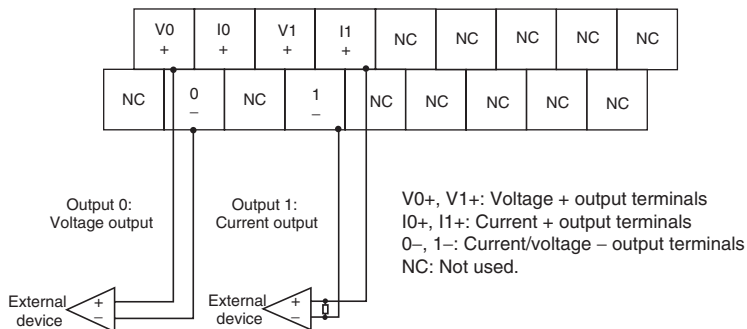 V0 I0 V1 I1 NC NC NC NC NC
+ + + +
NC 0 NC 1 NC NC NC NC NC
– –
Output 0:
Voltage output
Output 1:
Current output
V0+, V1+: Voltage + output terminals
I0+, I1+: Current + output terminals
0–, 1–: Current/voltage – output terminals
NC: Not used.
External
device
+
–
External
device
+
–